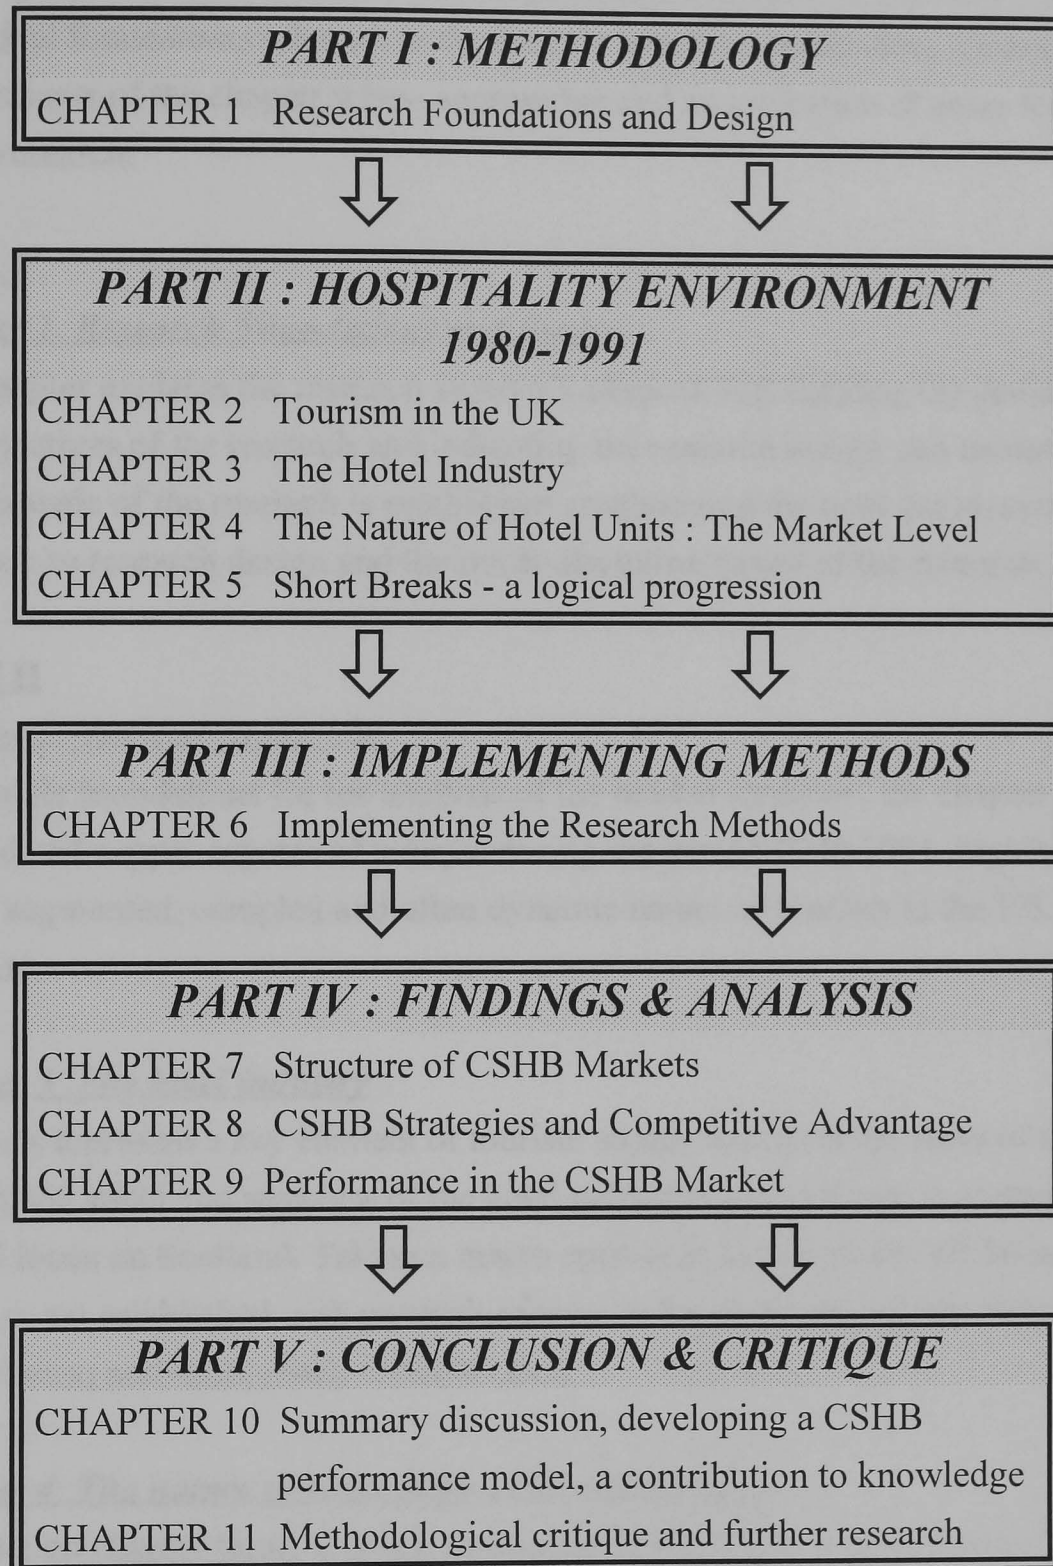 PART I : METHODOLOGY
CHAPTER 1 Research Foundations and Design
PART II : HOSPITALITY ENVIRONMENT
1980-1991
CHAPTER 2 Tourism in the UK
CHAPTER 3 The Hotel Industry
CHAPTER 4 The Nature of Hotel Units : The Market Level
CHAPTER 5 Short Breaks - a logical progression
PART III : IMPLEMENTING METHODS
CHAPTER 6 Implementing the Research Methods
PART IV : FINDINGS & ANALYSIS
CHAPTER 7 Structure of CSHB Markets
CHAPTER 8 CSHB Strategies and Competitive Advantage
CHAPTER 9 Performance in the CSHB Market
PART V : CONCLUSION & CRITIQUE
CHAPTER 10 Summary discussion, developing a CSHB
performance model, a contribution to knowledge
CHAPTER 11 Methodological critique and further research